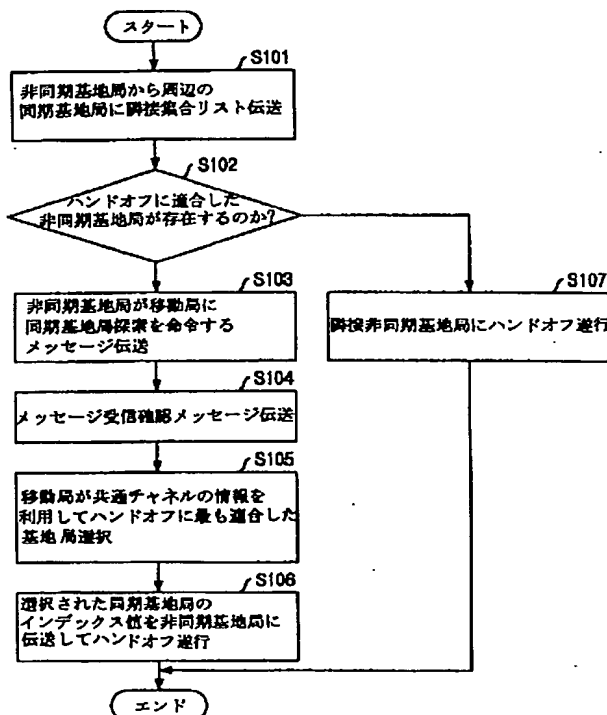 スタート
S101
非同期基地局から周辺の
同期基地局に隣接集合リスト伝送
S102
ハンドオフに適合した
非同期基地局が存在するのか?
S103
非同期基地局が移動局に
同期基地局探索を命令する
メッセージ伝送
S107
隣接非同期基地局にハンドオフ遂行
S104
メッセージ受信確認メッセージ伝送
S105
移動局が共通チャネルの情報を
利用してハンドオフに最も適合した
基地局選択
S106
選択された同期基地局の
インデックス値を非同期基地局に
伝送してハンドオフ遂行
エンド